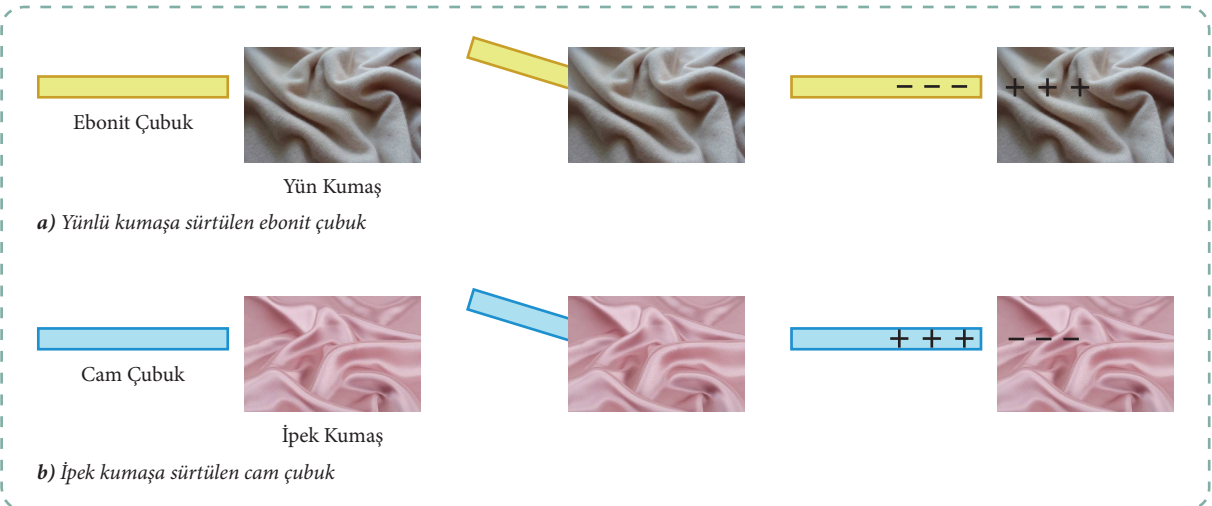 Ebonit Çubuk
− − −
+ + +
Yün Kumaş
a) Yünlü kumaşa sürtülen ebonit çubuk
+ + +
− − −
Cam Çubuk
İpek Kumaş
b) İpek kumaşa sürtülen cam çubuk